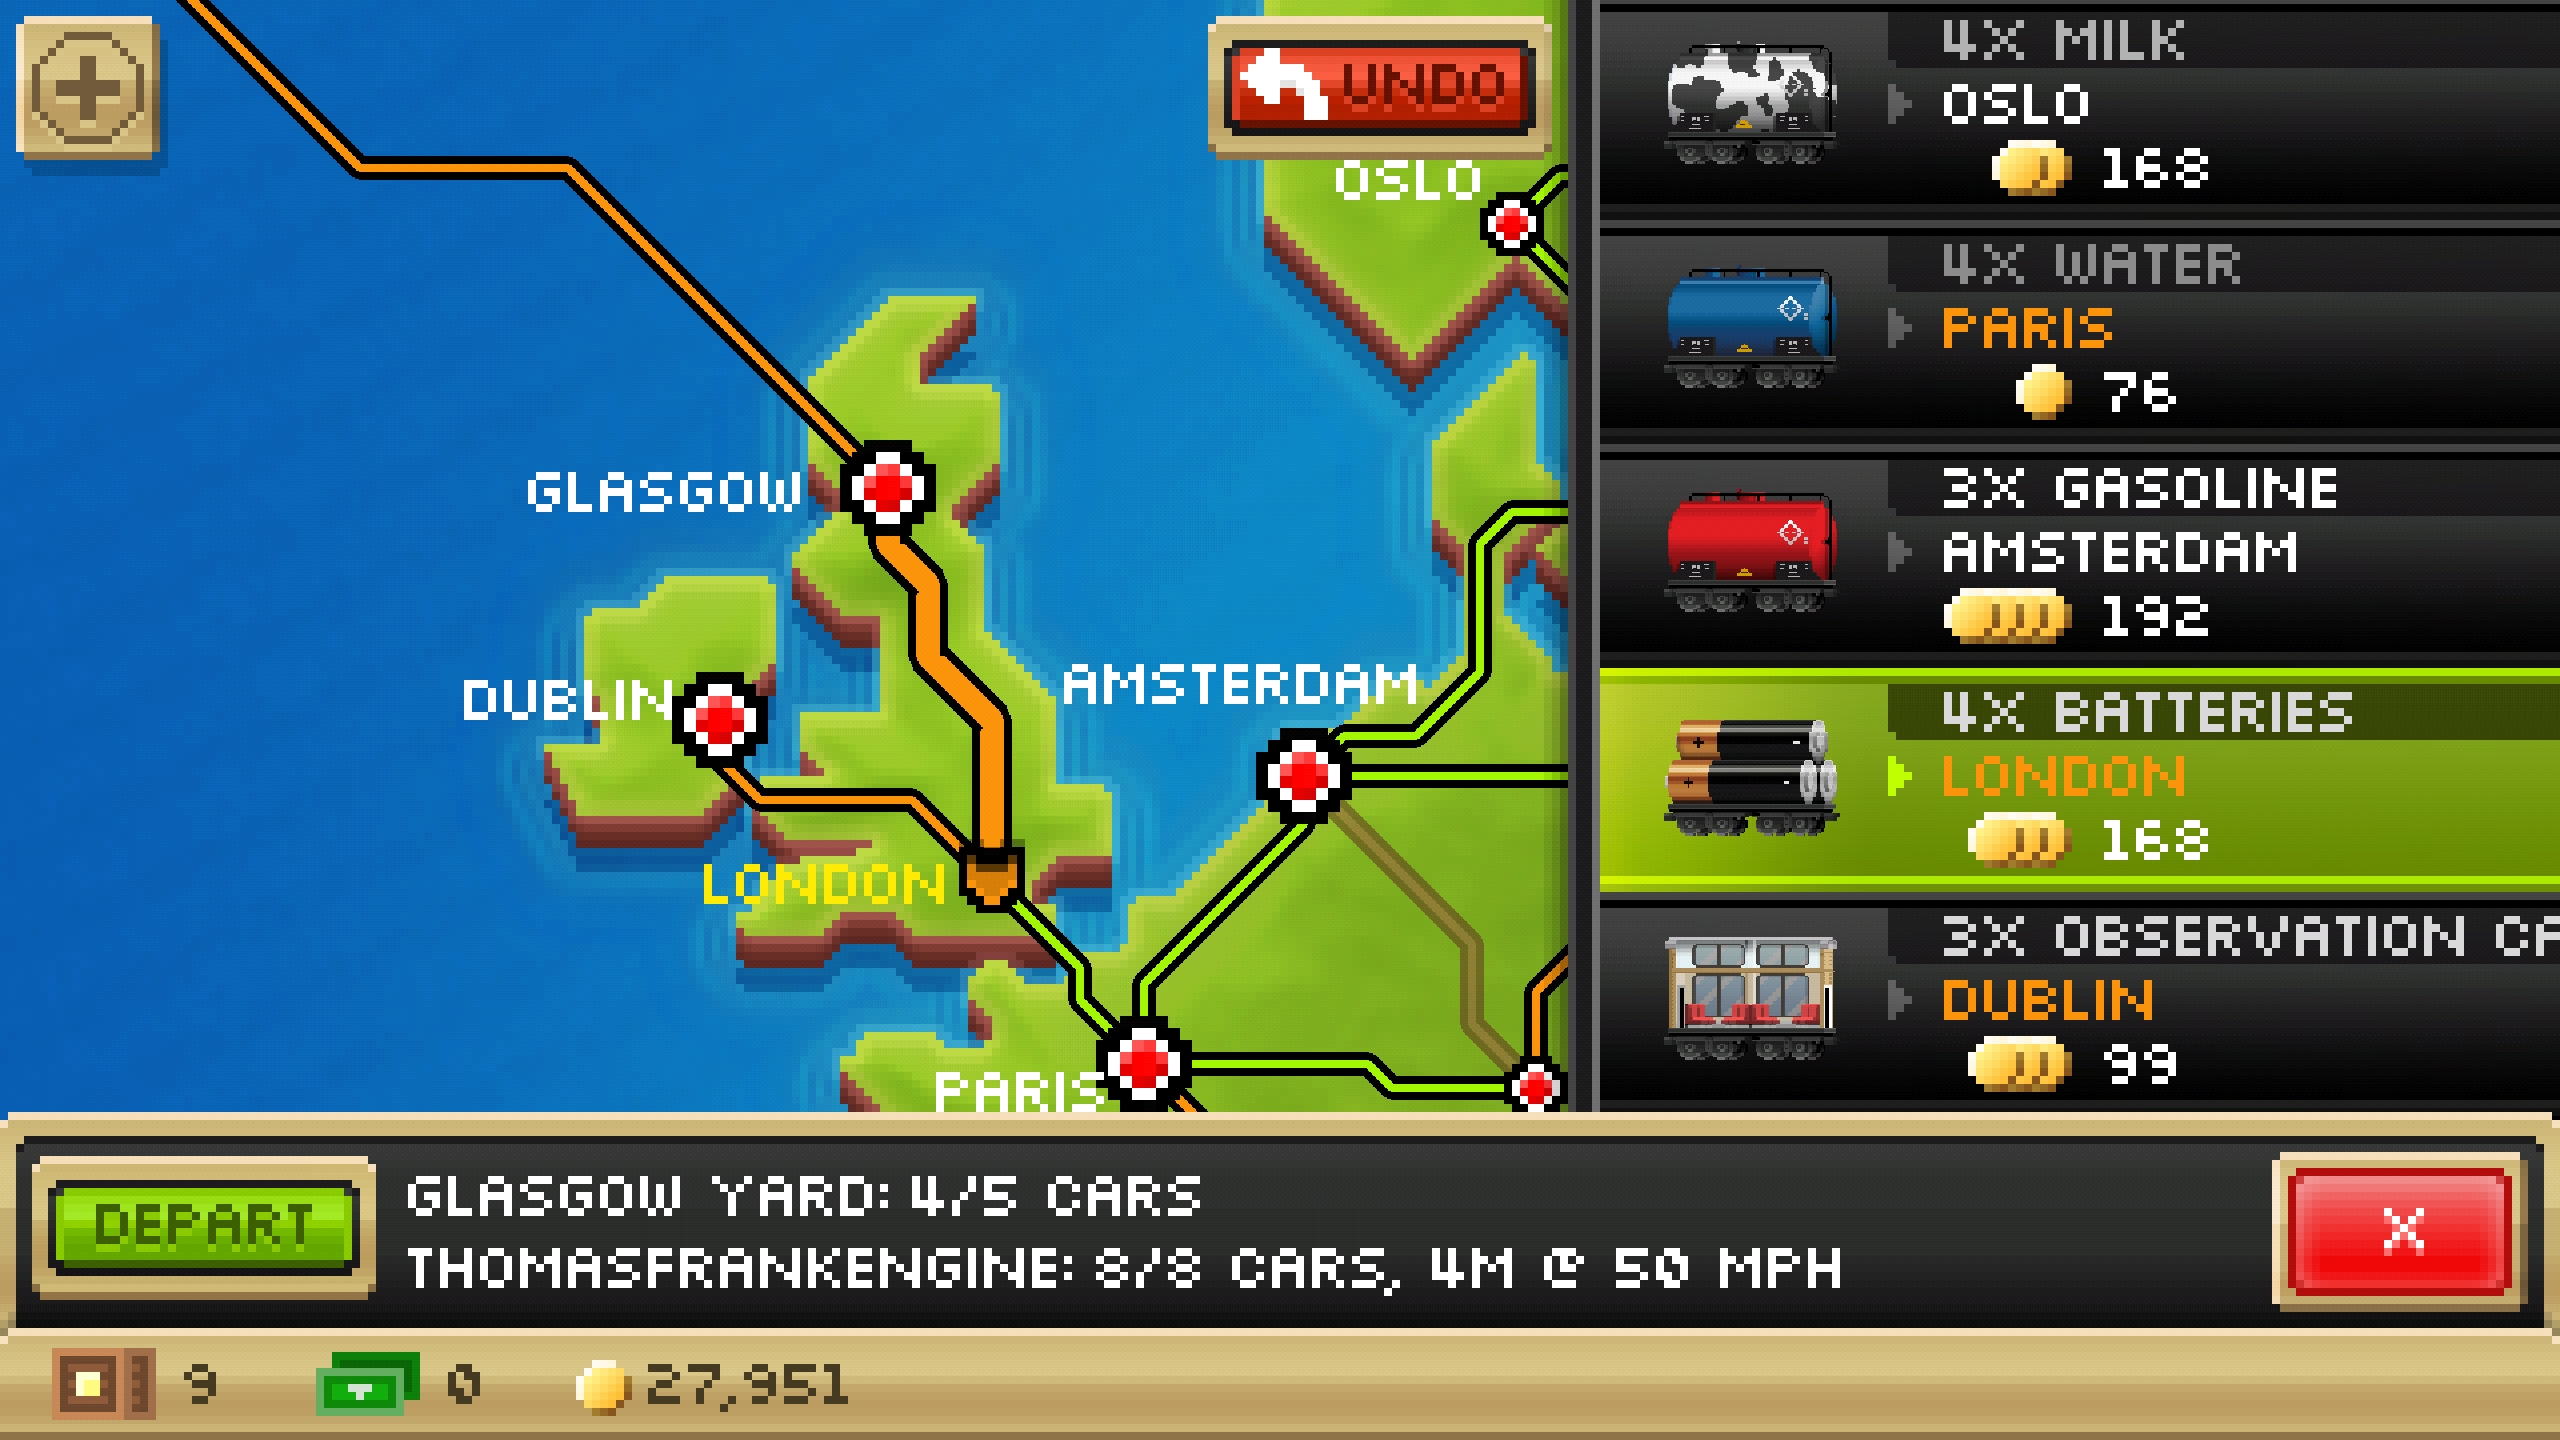 UNDO
OSLO
GLASGOW
DUBLIN
AMSTERDAM
LONDON
PARIS
4X MILK
OSLO
168
4X WATER
PARIS
76
3X GASOLINE
AMSTERDAM
192
4X BATTERIES
LONDON
168
3X OBSERVATION CA
DUBLIN
99
DEPART
GLASGOW YARD: 4/5 CARS
THOMASFRANKENGINE: 8/8 CARS, 4M @ 50 MPH
X
9
0
27,951